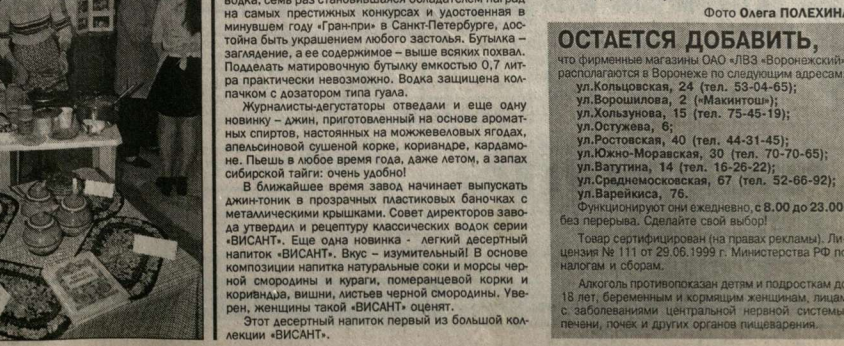 водка, семь раз становившаяся обладателем наград
на самых престижных конкурсах и удостоенная в
минувшем году «Гран-при» в Санкт-Петербурге, дос-
тойна быть украшением любого застолья. Бутылка –
заглядение, а ее содержимое – выше всяких похвал.
Подделать матировочную бутылку емкостью 0,7 лит-
ра практически невозможно. Водка защищена кол-
пачком с дозатором типа гуала.
Журналисты-дегустаторы отведали и еще одну
новинку – джин, приготовленный на основе аромат-
ных спиртов, настоянных на можжевеловых ягодах,
апельсиновой сушеной корке, кориандре, кардамо-
не. Пьешь в любое время года, даже летом, а запах
сибирской тайги: очень удобно!
В ближайшее время завод начинает выпускать
джин-тоник в прозрачных пластиковых баночках с
металлическими крышками. Совет директоров заво-
да утвердил и рецептуру классических водок серии
«ВИСАНТ». Еще одна новинка - легкий десертный
напиток «ВИСАНТ». Вкус – изумительный! В основе
композиции напитка натуральные соки и морсы чер-
ной смородины и кураги, померанцевой корки и
кориандра, вишни, листьев черной смородины. Уве-
рен, женщины такой «ВИСАНТ» оценят.
Этот десертный напиток первый из большой кол-
лекции «ВИСАНТ».
Фото Олега ПОЛЕХИНА
ОСТАЕТСЯ ДОБАВИТЬ,
что фирменные магазины ОАО «ЛВЗ «Воронежский»
располагаются в Воронеже по следующим адресам:
ул.Кольцовская, 24 (тел. 53-04-65);
ул.Ворошилова, 2 («Макинтош»);
ул.Хользунова, 15 (тел. 75-45-19);
ул.Остужева, 6;
ул.Ростовская, 40 (тел. 44-31-45);
ул.Южно-Моравская, 30 (тел. 70-70-65);
ул.Ватутина, 14 (тел. 16-26-22);
ул.Среднемосковская, 67 (тел. 52-66-92);
ул.Варейкиса, 76.
Функционируют они ежедневно, с 8.00 до 23.00
без перерыва. Сделайте свой выбор!
Товар сертифицирован (на правах рекламы). Ли-
цензия № 111 от 29.06.1999 г. Министерства РФ по
налогам и сборам.
Алкоголь противопоказан детям и подросткам до
18 лет, беременным и кормящим женщинам, лицам
с заболеваниями центральной нервной системы,
печени, почек и других органов пищеварения.